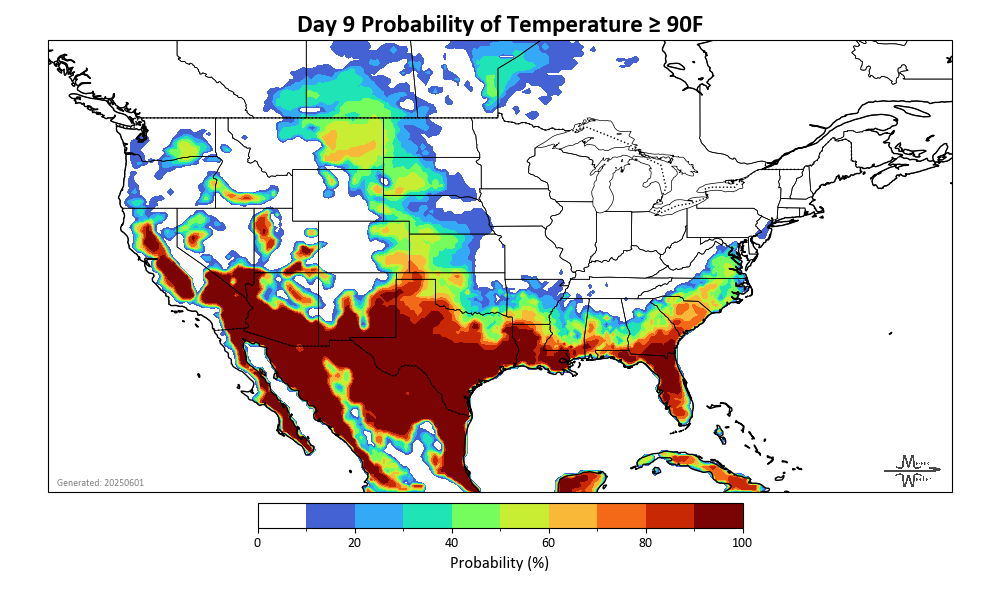 Day 9 Probability of Temperature ≥ 90F
Generated: 20250601
0 20 40 60 80 100
Probability (%)